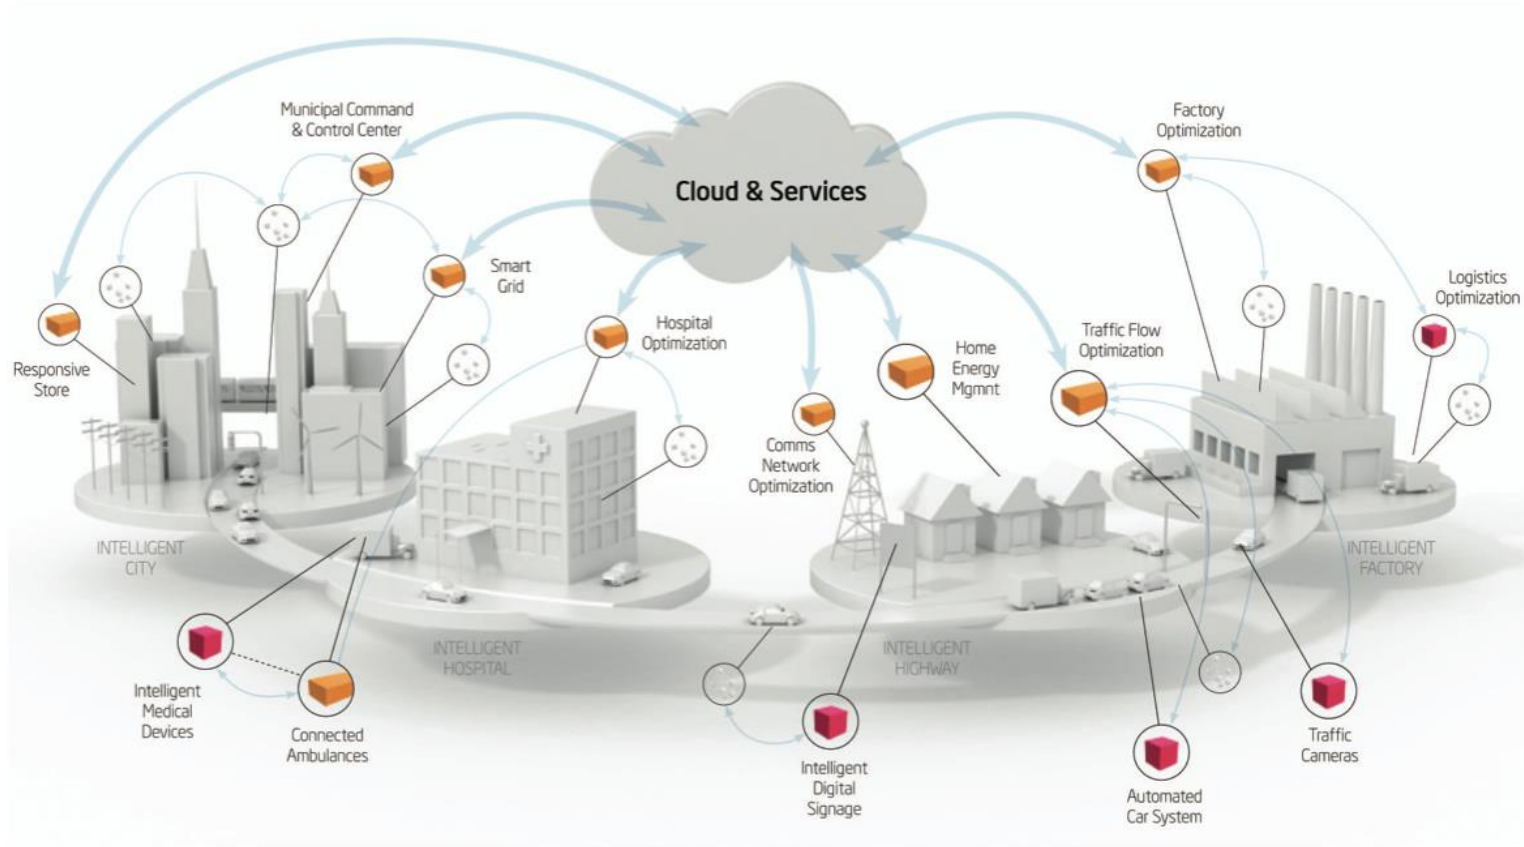 Municipal Command
& Control Center
Factory
Optimization
Cloud & Services
Smart
Grid
Logistics
Optimization
Hospital
Optimization
Traffic Flow
Optimization
Home
Energy
Mgmnt
Responsive
Store
Comms
Network
Optimization
INTELLIGENT
CITY
INTELLIGENT
FACTORY
INTELLIGENT
HOSPITAL
INTELLIGENT
HIGHWAY
Intelligent
Medical
Devices
Connected
Ambulances
Intelligent
Digital
Signage
Automated
Car System
Traffic
Cameras